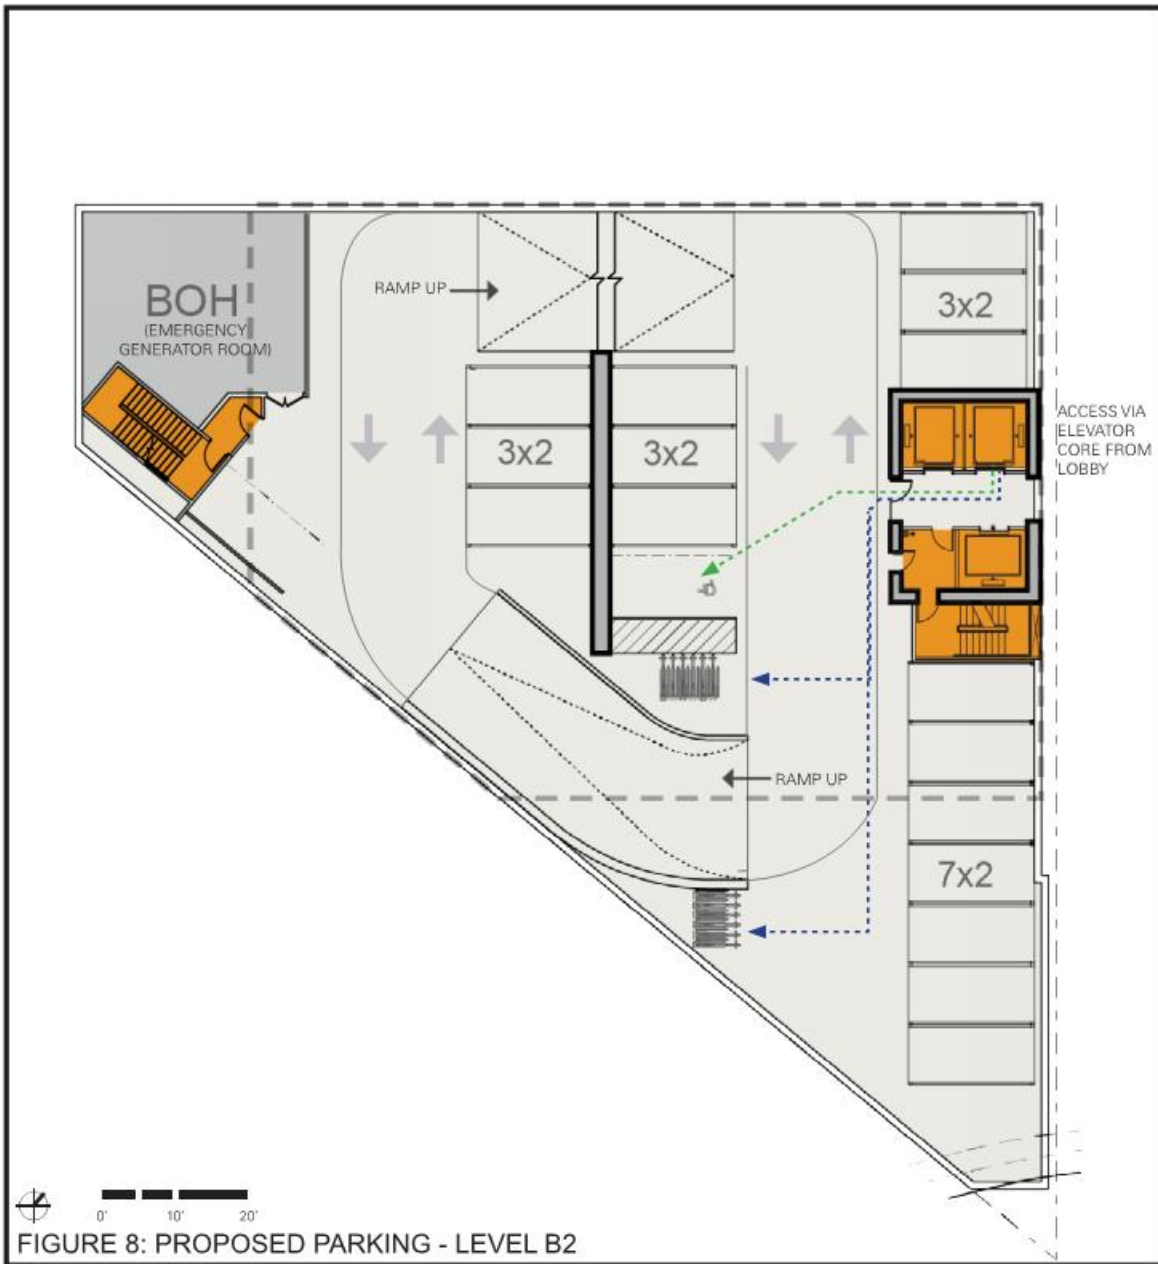 RAMP UP
BOH
(EMERGENCY
GENERATOR ROOM)
3x2
3x2
3x2
ACCESS VIA
ELEVATOR
CORE FROM
LOBBY
RAMP UP
7x2
0' 10' 20'
FIGURE 8: PROPOSED PARKING - LEVEL B2